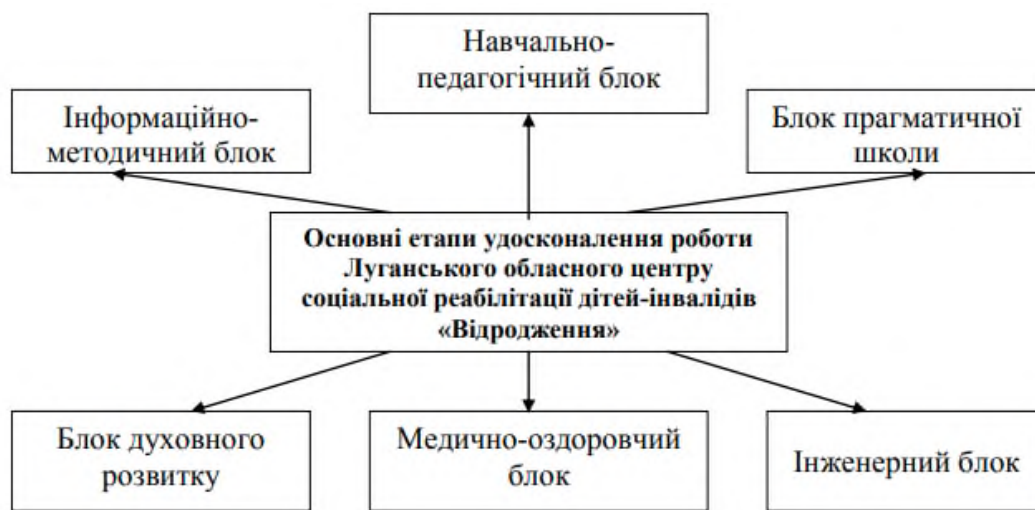 Навчально-
педагогічний блок
Інформаційно-
методичний блок
Блок прагматичної
школи
Основні етапи удосконалення роботи
Луганського обласного центру
соціальної реабілітації дітей-інвалідів
«Відродження»
Блок духовного
розвитку
Медично-оздоровчий
блок
Інженерний блок